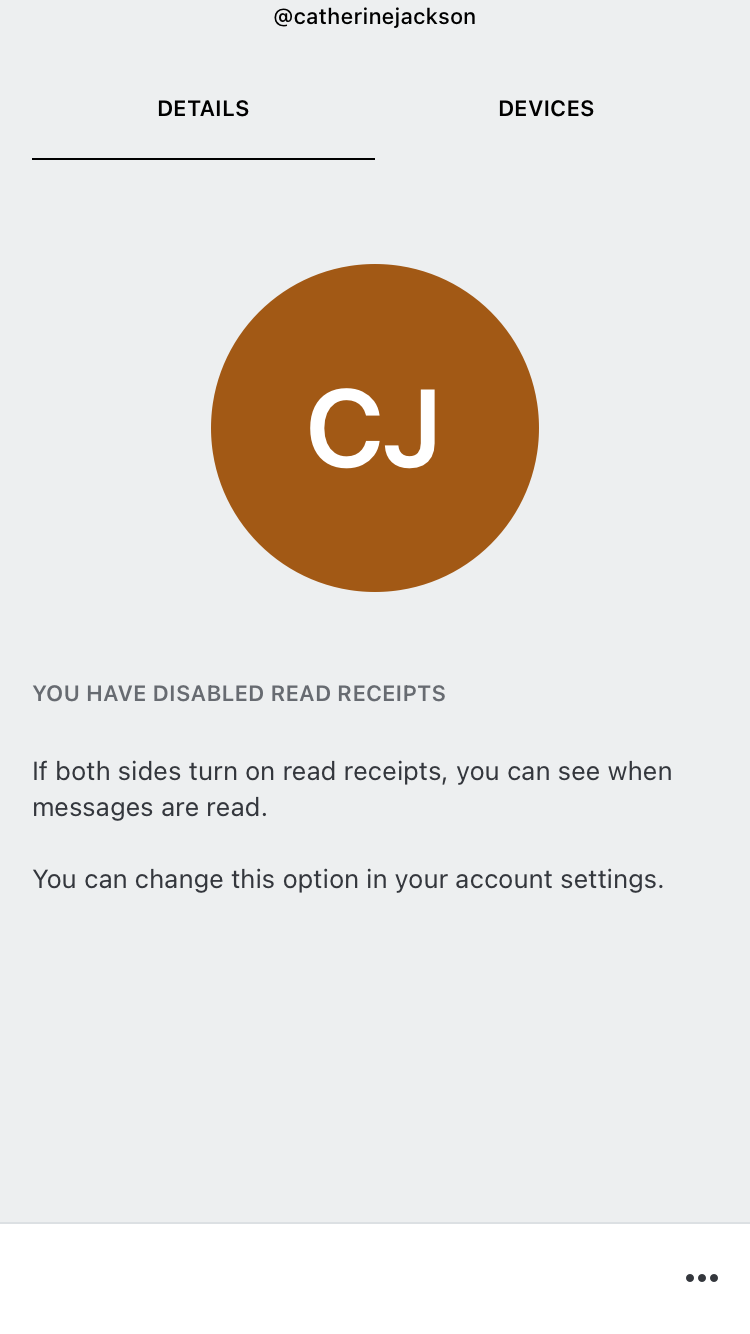 @catherinejackson
DETAILS
DEVICES
CJ
YOU HAVE DISABLED READ RECEIPTS
If both sides turn on read receipts, you can see when
messages are read.
You can change this option in your account settings.